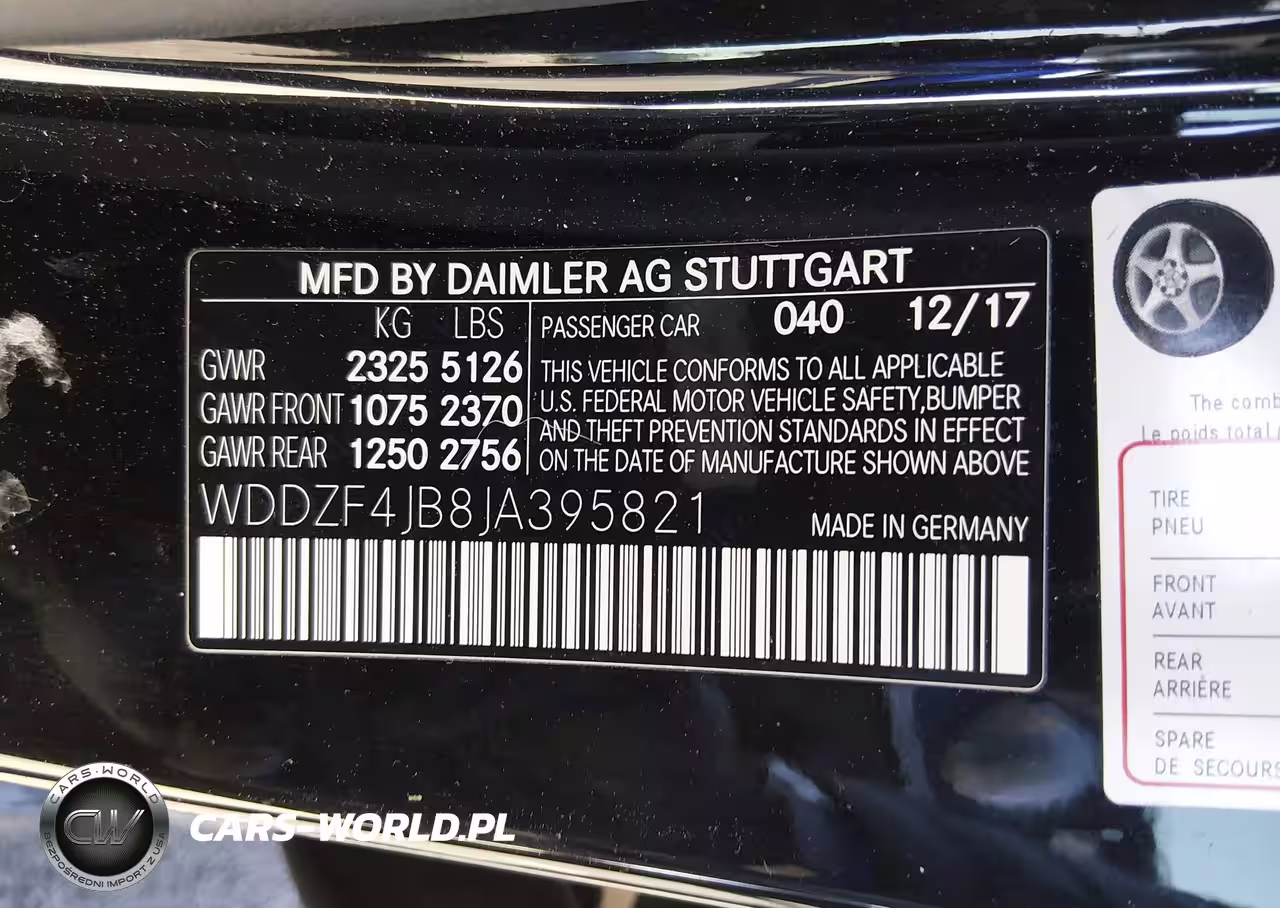 MFD BY DAIMLER AG STUTTGART
KG LBS
GVWR 2325 5126
GAWR FRONT 1075 2370
GAWR REAR 1250 2756
PASSENGER CAR 040 12/17
THIS VEHICLE CONFORMS TO ALL APPLICABLE
U.S. FEDERAL MOTOR VEHICLE SAFETY,BUMPER
AND THEFT PREVENTION STANDARDS IN EFFECT
ON THE DATE OF MANUFACTURE SHOWN ABOVE
WDDZF4JB8JA395821
MADE IN GERMANY
The comb
Le poids total
TIRE
PNEU
FRONT
AVANT
REAR
ARRIÈRE
SPARE
DE SECOURS
CARS-WORLD
CW
BEZPOŚREDNI IMPORT Z USA
CARS-WORLD.PL